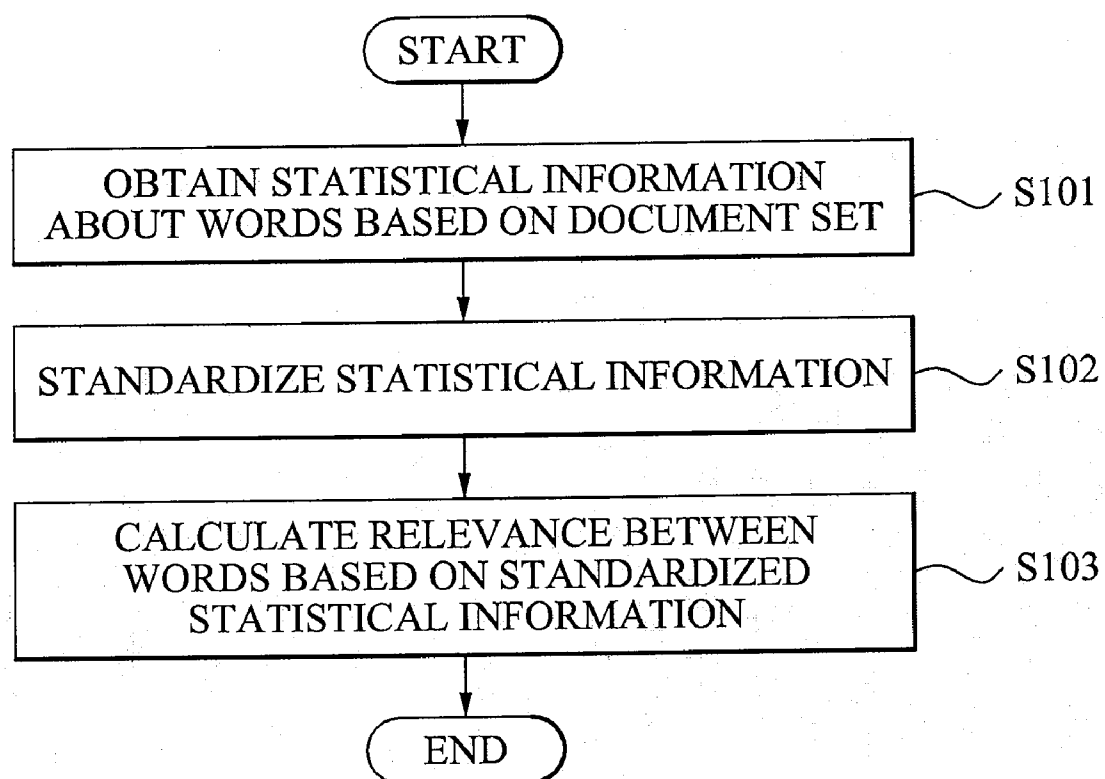 START
OBTAIN STATISTICAL INFORMATION
ABOUT WORDS BASED ON DOCUMENT SET
S101
STANDARDIZE STATISTICAL INFORMATION
S102
CALCULATE RELEVANCE BETWEEN
WORDS BASED ON STANDARDIZED
STATISTICAL INFORMATION
S103
END